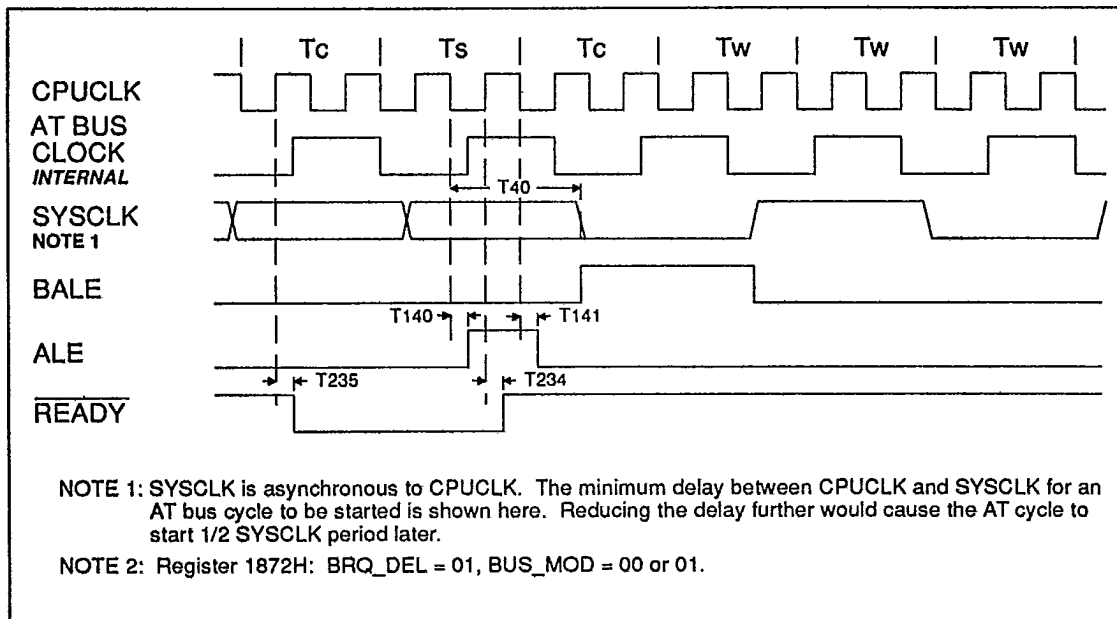 Tc Ts Tc Tw Tw Tw
CPUCLK
AT BUS
CLOCK
INTERNAL
T40
SYSCLK
NOTE 1
BALE
T140 T141
ALE
T235 T234
READY
NOTE 1: SYSCLK is asynchronous to CPUCLK. The minimum delay between CPUCLK and SYSCLK for an
AT bus cycle to be started is shown here. Reducing the delay further would cause the AT cycle to
start 1/2 SYSCLK period later.
NOTE 2: Register 1872H: BRQ_DEL = 01, BUS_MOD = 00 or 01.